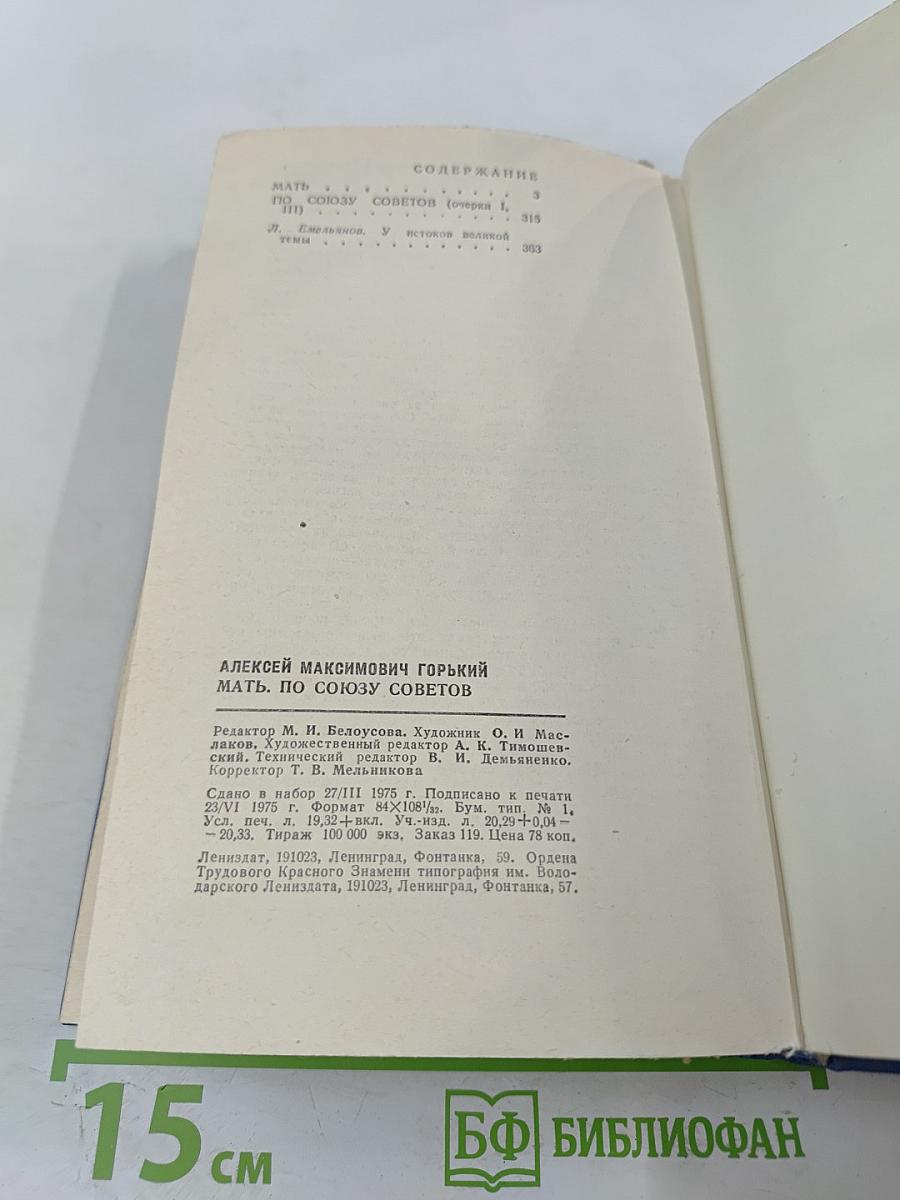 СОДЕРЖАНИЕ
МАТЬ . . . . . . . . . . . 3
ПО СОЮЗУ СОВЕТОВ (очерки I,
III) . . . . . . . . . . . 315
Л. Емельянов. У истоков великой
темы . . . . . . . . . . . 363
АЛЕКСЕЙ МАКСИМОВИЧ ГОРЬКИЙ
МАТЬ. ПО СОЮЗУ СОВЕТОВ
Редактор М. И. Белоусова. Художник О. И Мас-
лаков. Художественный редактор А. К. Тимошев-
ский. Технический редактор В. И. Демьяненко.
Корректор Т. В. Мельникова
Сдано в набор 27/III 1975 г. Подписано к печати
23/VI 1975 г. Формат 84×108¹/₃₂. Бум. тип. № 1.
Усл. печ. л. 19,32+вкл. Уч.-изд. л. 20,29+0,04−
−20,33. Тираж 100 000 экз. Заказ 119. Цена 78 коп.
Лениздат, 191023, Ленинград, Фонтанка, 59. Ордена
Трудового Красного Знамени типография им. Воло-
дарского Лениздата, 191023, Ленинград, Фонтанка, 57.
15 см
БФ БИБЛИОФАН